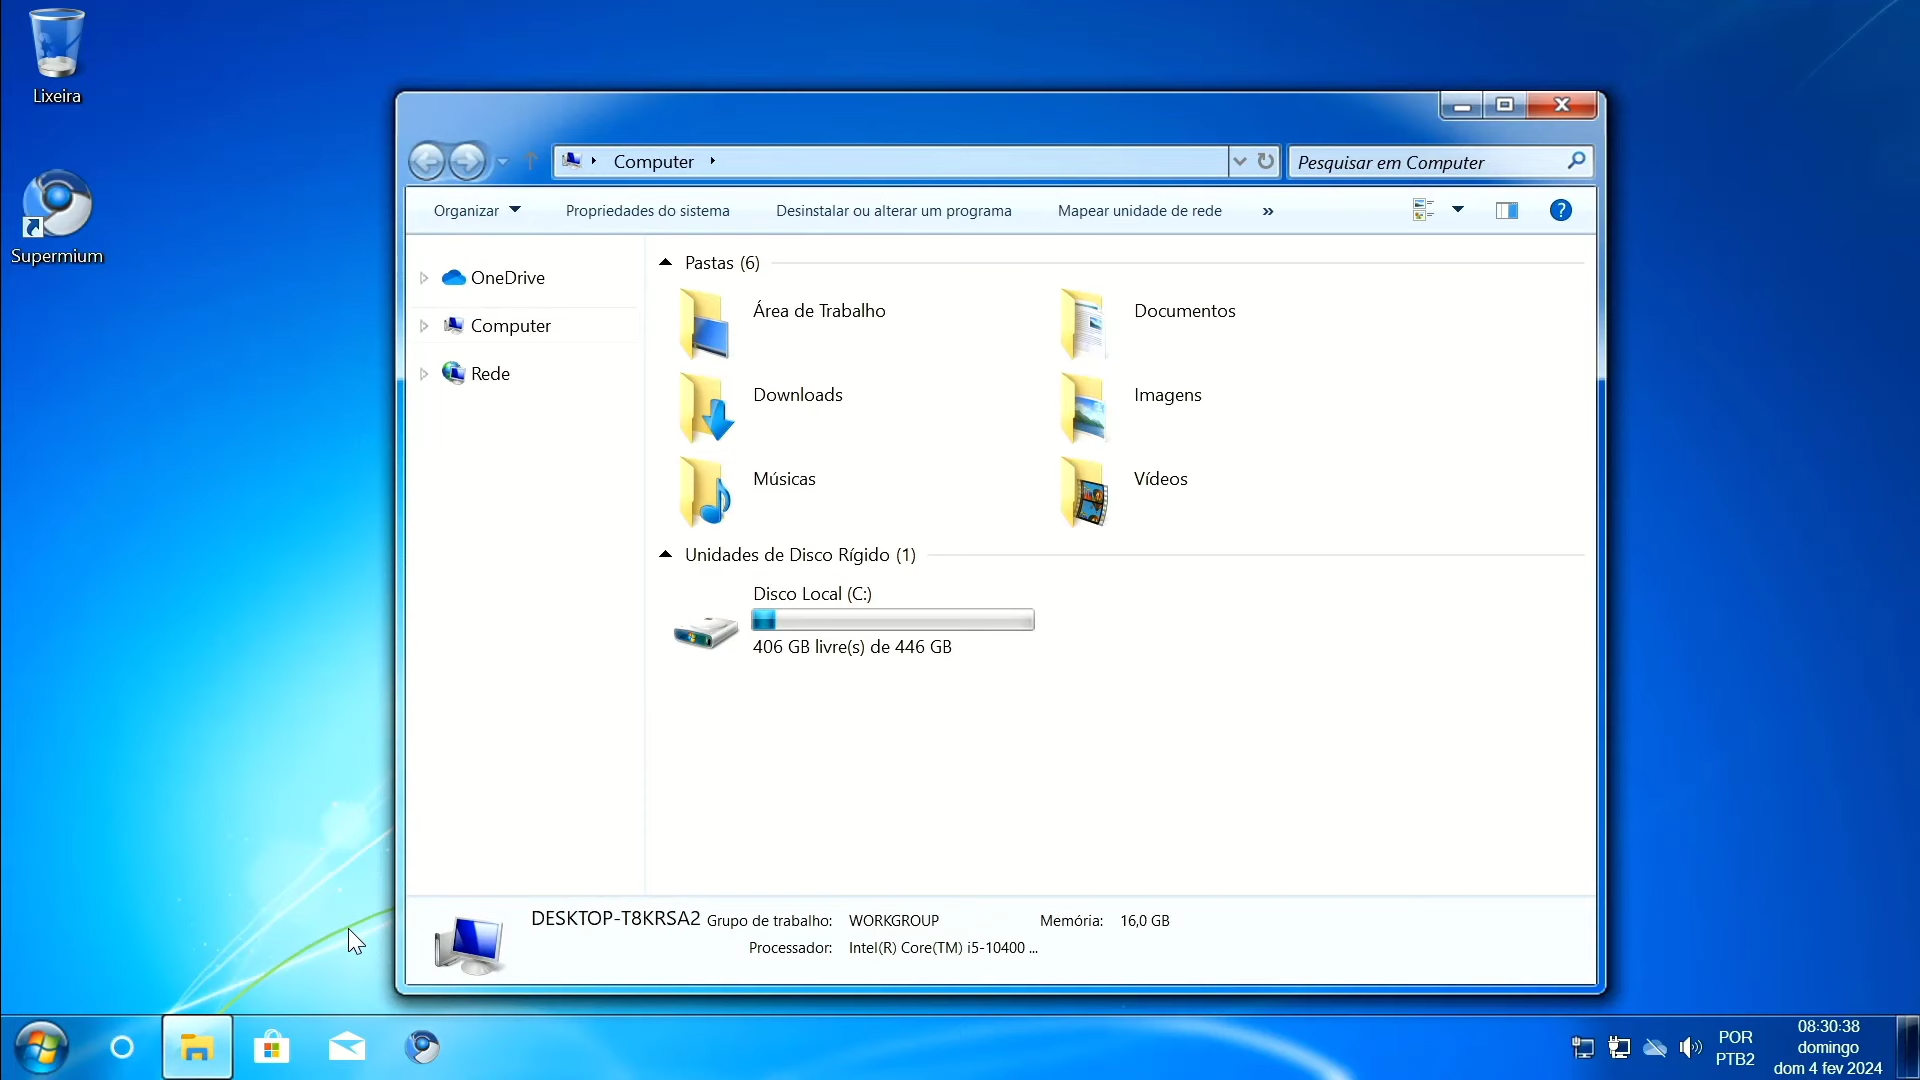 Lixeira
Supermium
Computer
Pesquisar em Computer
Organizar
Propriedades do sistema
Desinstalar ou alterar um programa
Mapear unidade de rede
»
OneDrive
Computer
Rede
Pastas (6)
Área de Trabalho
Documentos
Downloads
Imagens
Músicas
Vídeos
Unidades de Disco Rígido (1)
Disco Local (C:)
406 GB livre(s) de 446 GB
DESKTOP-T8KRSA2 Grupo de trabalho: WORKGROUP Memória: 16,0 GB
Processador: Intel(R) Core(TM) i5-10400 ...
POR
PTB2
08:30:38
domingo
dom 4 fev 2024